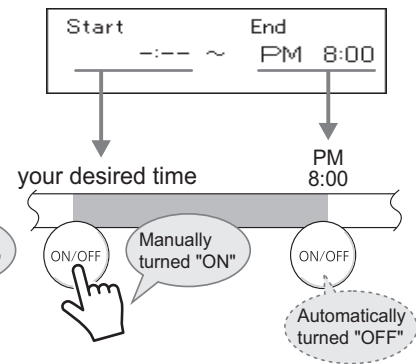 Start End
-:-- ~ PM 8:00
your desired time
PM
8:00
ON/OFF
Manually
turned "ON"
ON/OFF
Automatically
turned "OFF"